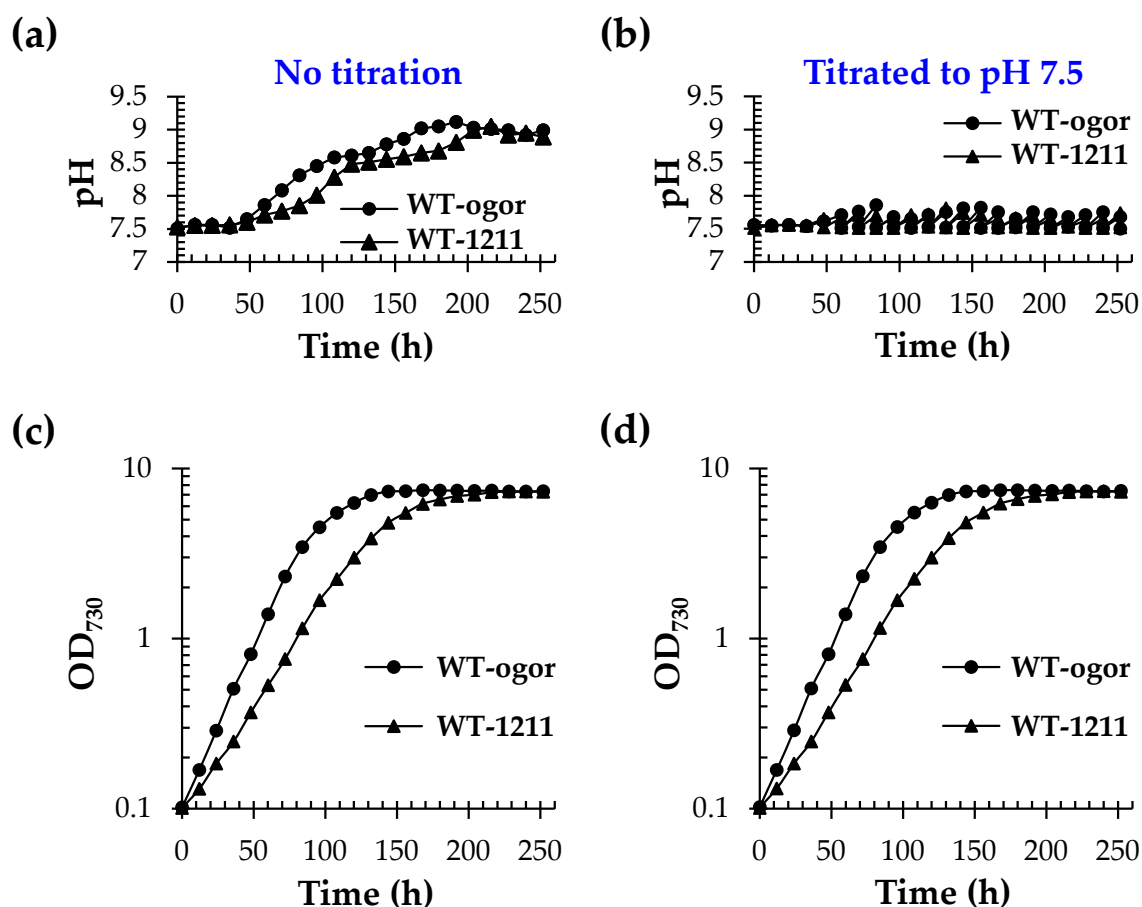 (a)
No titration
9.5
9
8.5
8
7.5
7
pH
WT-ogor
WT-1211
0 50 100 150 200 250
Time (h)
(b)
Titrated to pH 7.5
9.5
9
8.5
8
7.5
7
pH
WT-ogor
WT-1211
0 50 100 150 200 250
Time (h)
(c)
10
1
0.1
OD730
WT-ogor
WT-1211
0 50 100 150 200 250
Time (h)
(d)
10
1
0.1
OD730
WT-ogor
WT-1211
0 50 100 150 200 250
Time (h)